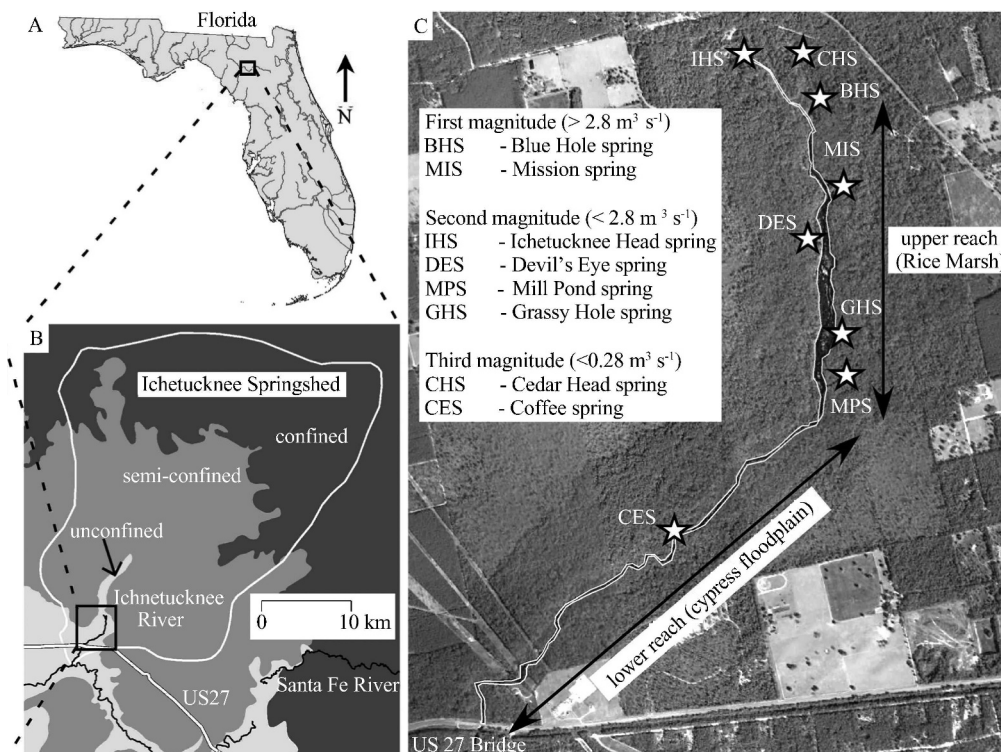 A
Florida
N
B
Ichetucknee Springshed
confined
semi-confined
unconfined
Ichnetucknee
River
0 10 km
US27
Santa Fe River
C
IHS
CHS
BHS
First magnitude (> 2.8 m³ s⁻¹)
BHS - Blue Hole spring
MIS - Mission spring
Second magnitude (< 2.8 m³ s⁻¹)
IHS - Ichetucknee Head spring
DES - Devil's Eye spring
MPS - Mill Pond spring
GHS - Grassy Hole spring
Third magnitude (<0.28 m³ s⁻¹)
CHS - Cedar Head spring
CES - Coffee spring
MIS
DES
upper reach
(Rice Marsh)
GHS
MPS
CES
lower reach (cypress floodplain)
US 27 Bridge